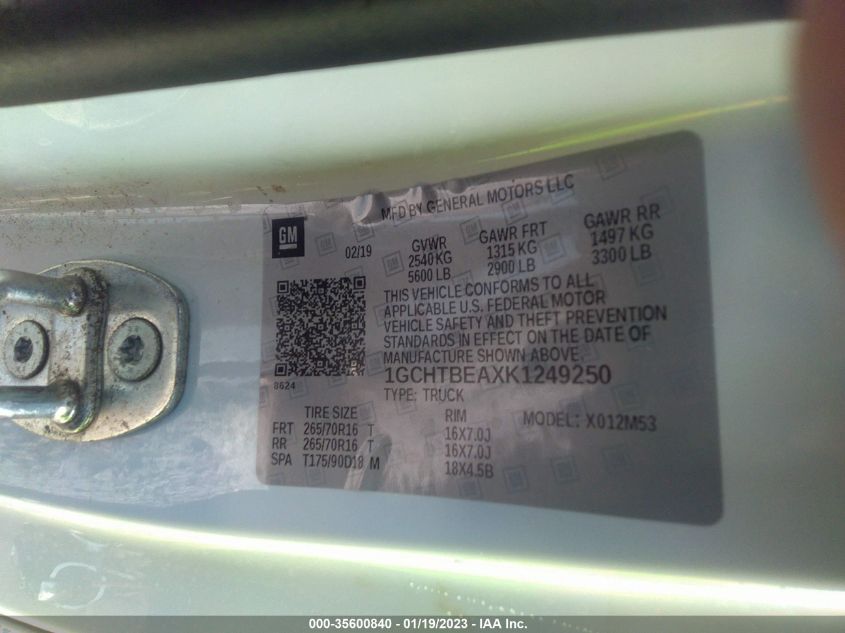 MFD BY GENERAL MOTORS LLC
GM
02/19 GVWR GAWR FRT GAWR RR
2540 KG 1315 KG 1497 KG
5600 LB 2900 LB 3300 LB
THIS VEHICLE CONFORMS TO ALL
APPLICABLE U.S. FEDERAL MOTOR
VEHICLE SAFETY AND THEFT PREVENTION
STANDARDS IN EFFECT ON THE DATE OF
MANUFACTURE SHOWN ABOVE.
8624
1GCHTBEAXK1249250
TYPE: TRUCK
TIRE SIZE RIM MODEL: X012M53
FRT 265/70R16 T 16X7.0J
RR 265/70R16 T 16X7.0J
SPA T175/90D18 M 18X4.5B
000-35600840 - 01/19/2023 - IAA, Inc.